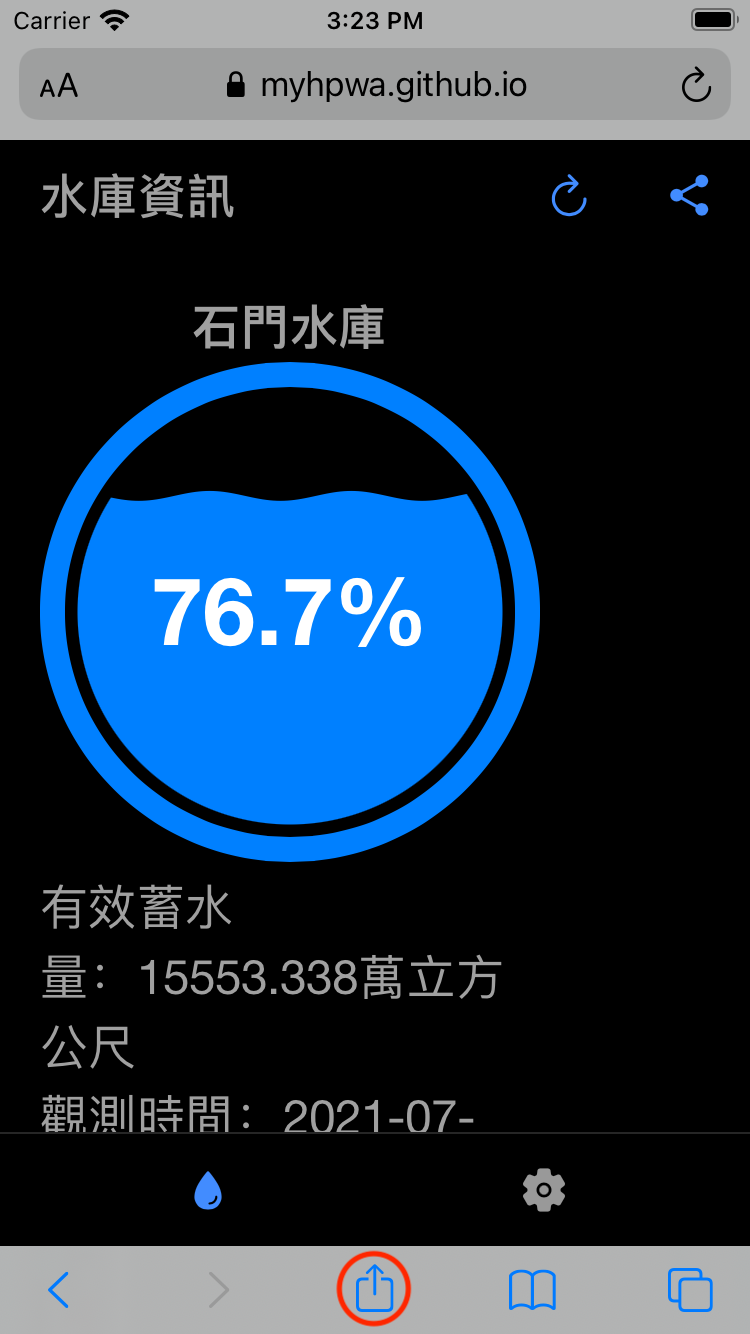 Carrier 3:23 PM
AA myhpwa.github.io
水庫資訊
石門水庫
76.7%
有效蓄水
量：15553.338萬立方
公尺
觀測時間：2021-07-